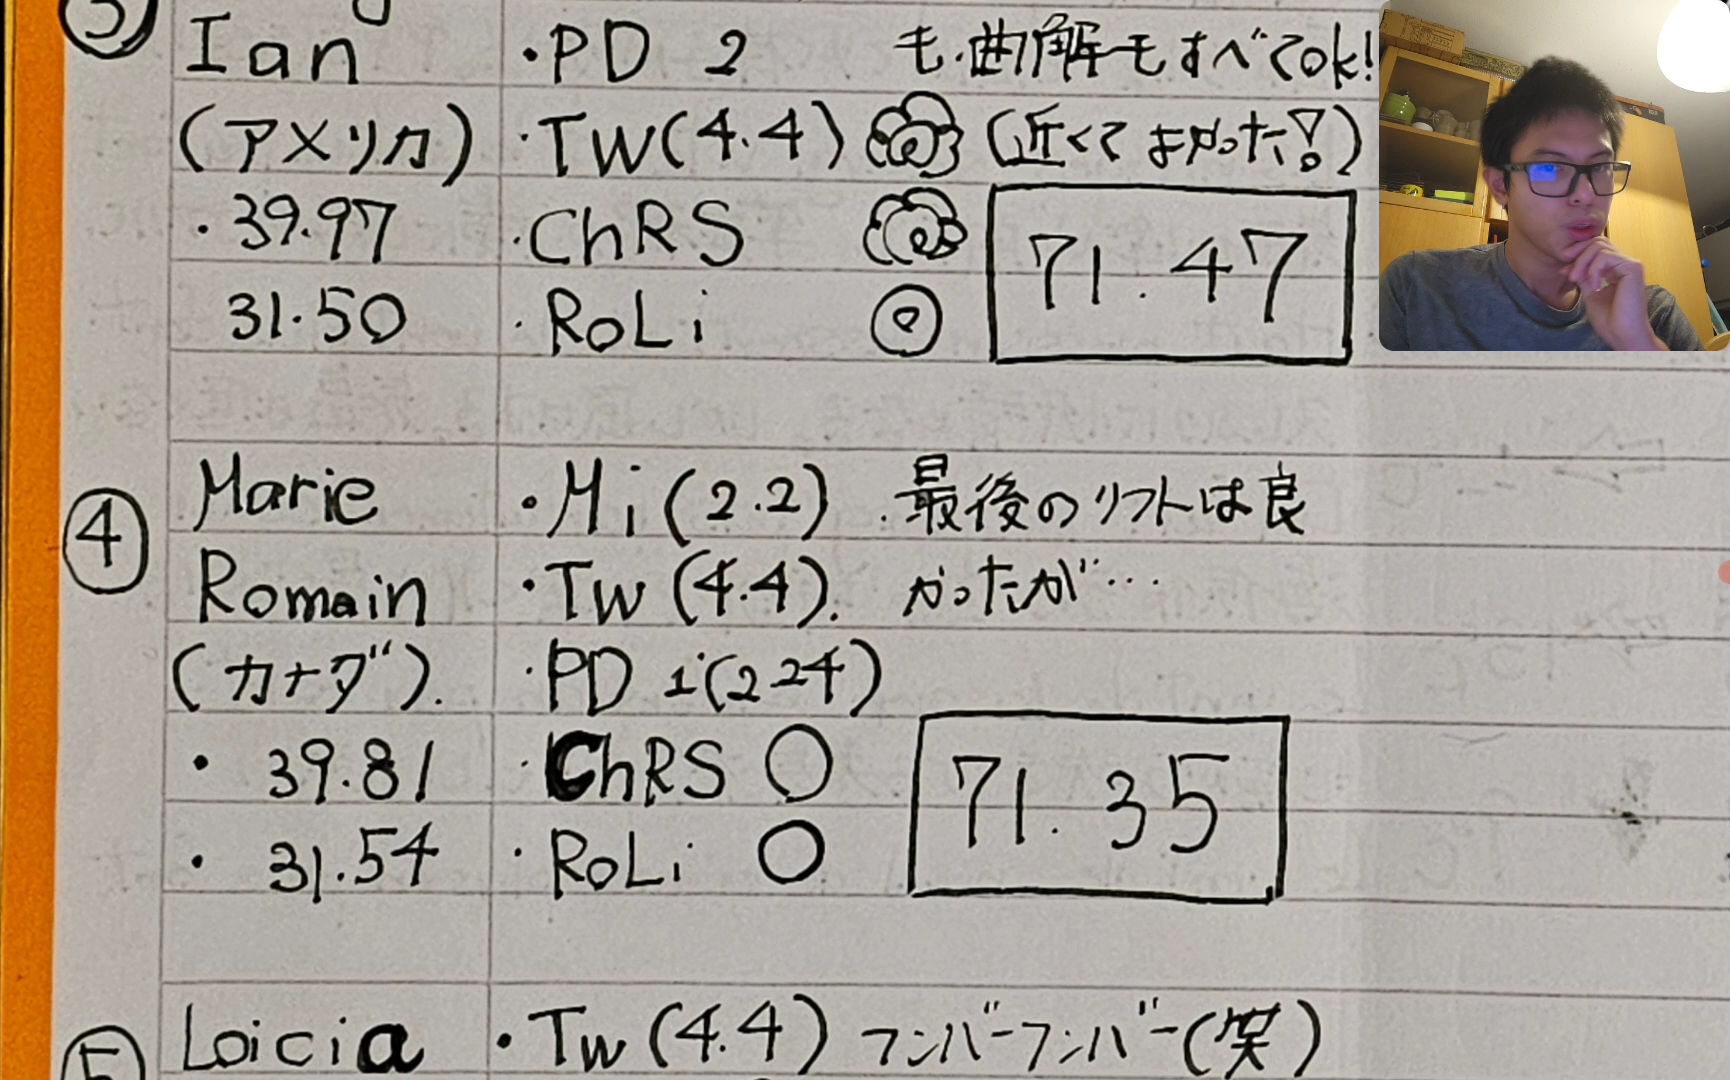 ③ Ian ・PD 2 も.曲解もすべてok!
(アメリカ) ・Tw(4.4) (近くてよかった!)
・39.97 ・ChRS 71.47
31.50 ・RoLi
④ Marie ・Mi(2.2) .最後のリフトは良
Romain ・Tw(4.4). かったが…
(カナダ). ・PD 1(224)
・39.81 ・ChRS ○ 71.35
・31.54 ・RoLi ○
⑤ Loicia ・Tw(4.4) フンバーフンバー(笑)